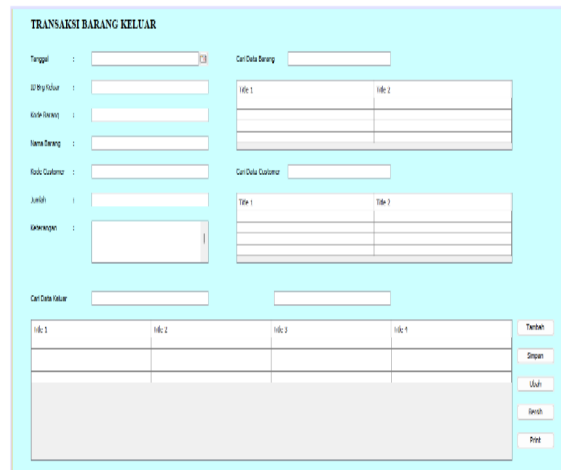 TRANSAKSI BARANG KELUAR
Tanggal :
Cari Data Barang
ID Brg Keluar :
Title 1 Title 2
Kode Barang :
Nama Barang :
Kode Customer :
Cari Data Customer
Jumlah :
Title 1 Title 2
Keterangan :
Cari Data Keluar
Title 1 Title 2 Title 3 Title 4
Tambah
Simpan
Ubah
Bersih
Print